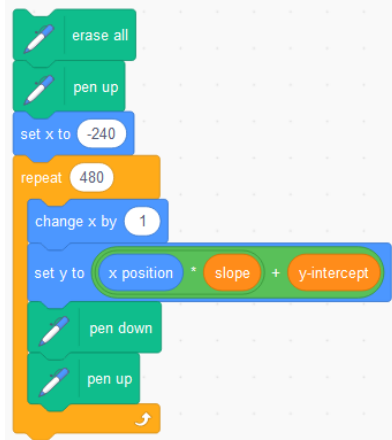 erase all
pen up
set x to -240
repeat 480
change x by 1
set y to x position * slope + y-intercept
pen down
pen up